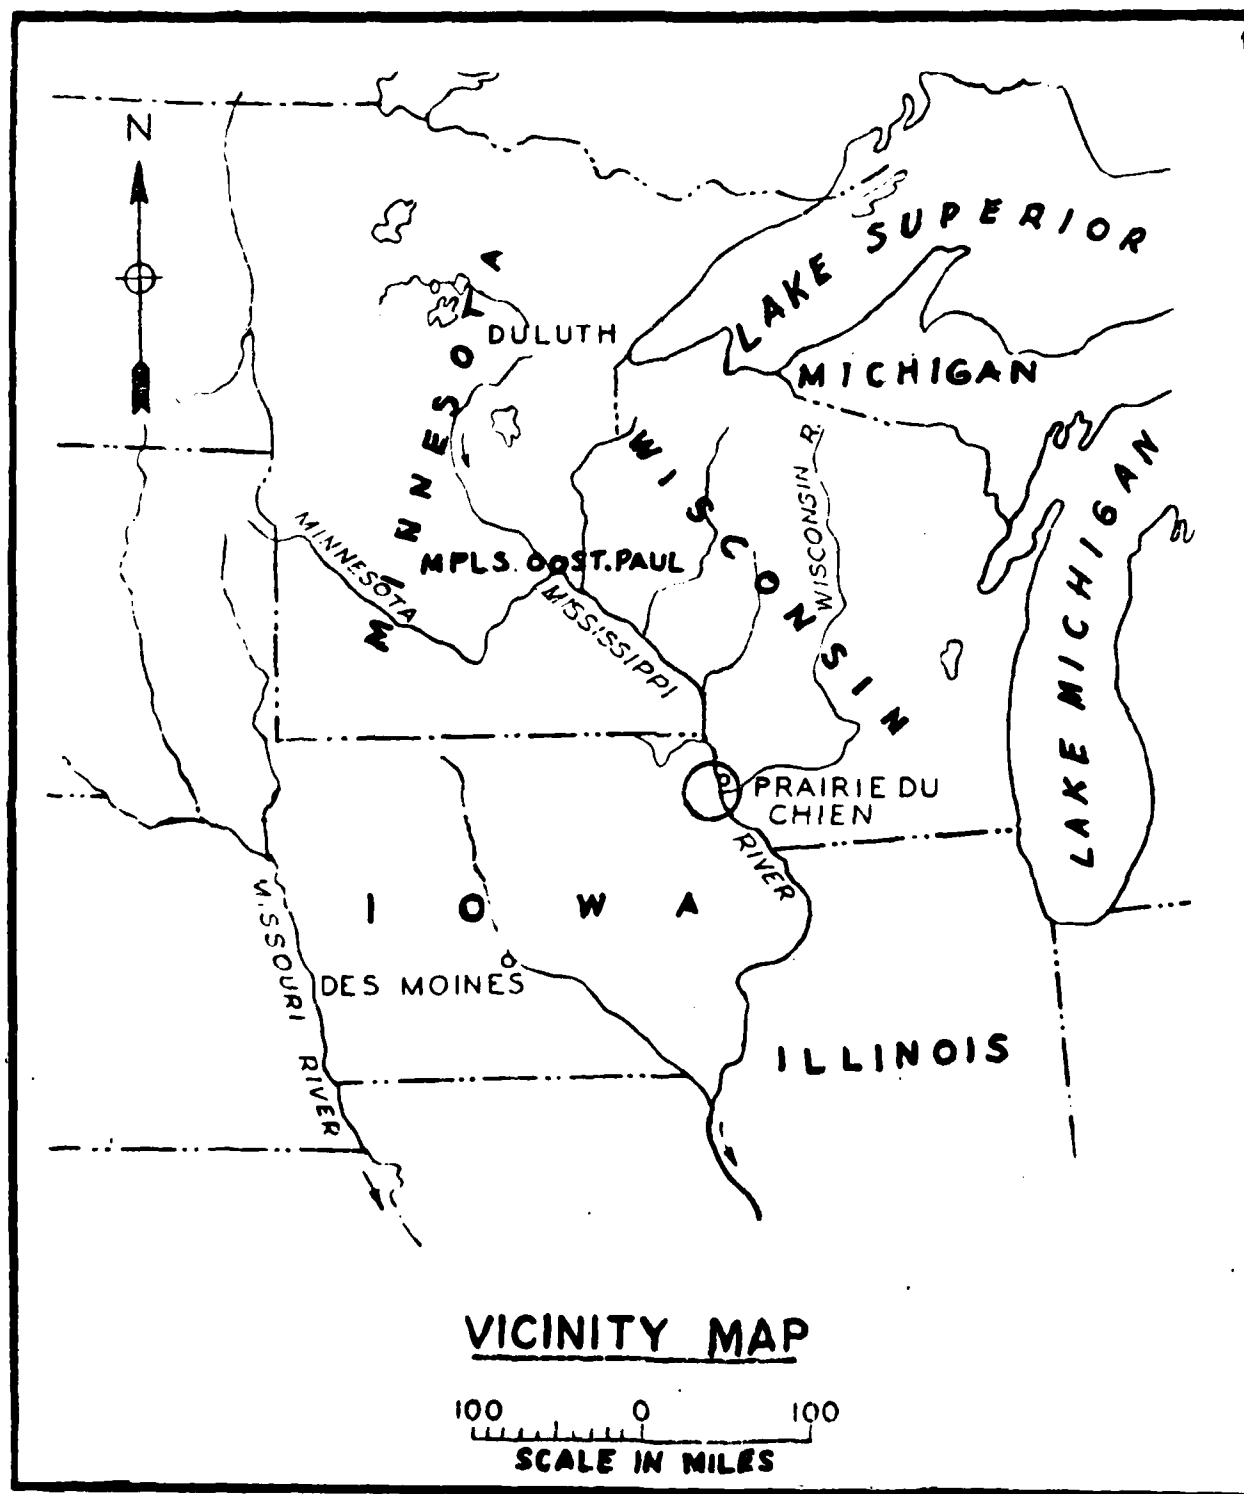 N
LAKE SUPERIOR
DULUTH
MICHIGAN
MINNESOTA
WISCONSIN
WISCONSIN R.
LAKE MICHIGAN
MINNESOTA
MPLS. ST. PAUL
MISSISSIPPI
PRAIRIE DU
CHIEN
RIVER
IOWA
MISSOURI RIVER
DES MOINES
ILLINOIS
VICINITY MAP
100 0 100
SCALE IN MILES